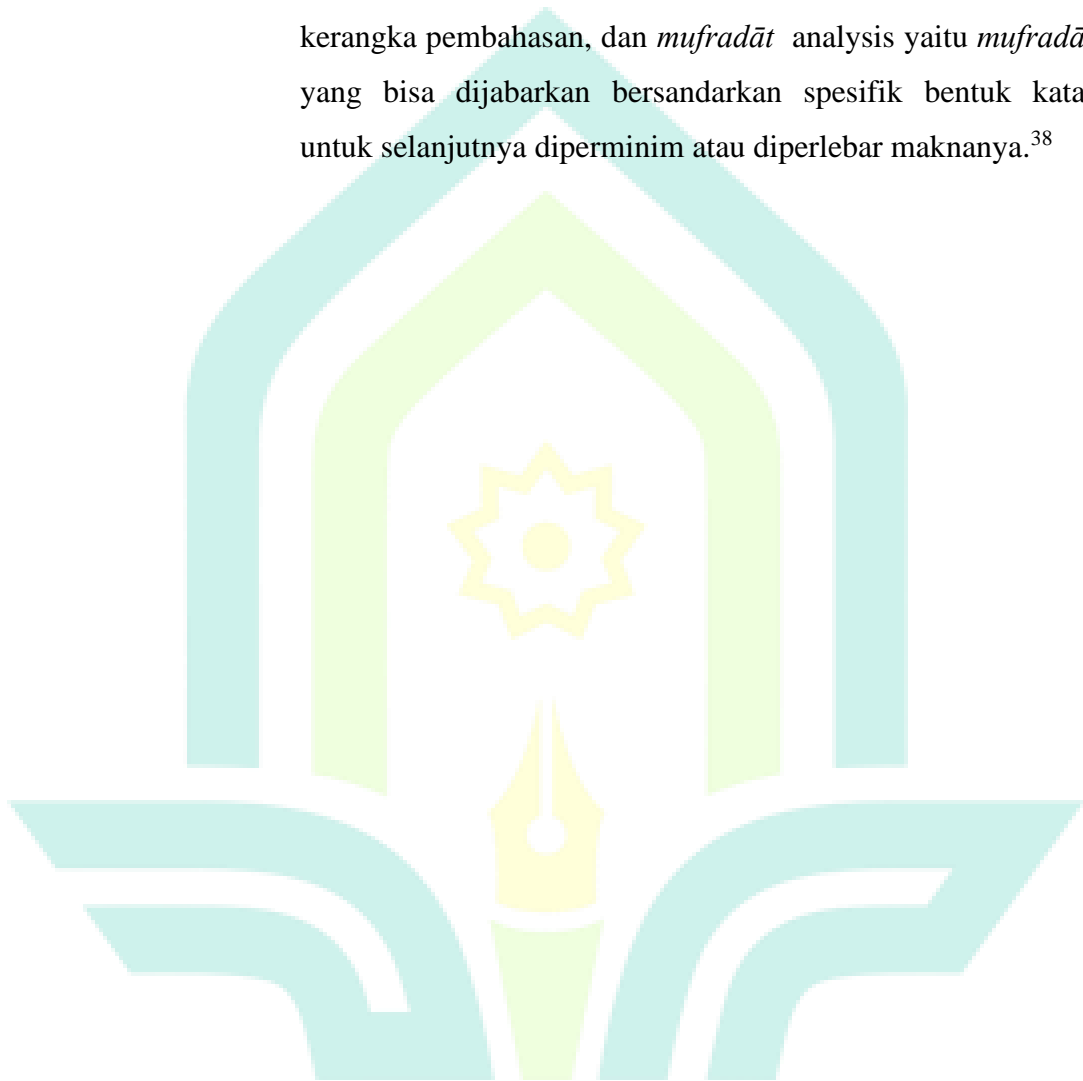 kerangka pembahasan, dan mufradāt analysis yaitu mufradā
yang bisa dijabarkan bersandarkan spesifik bentuk kata
untuk selanjutnya diperminim atau diperlebar maknanya.³⁸